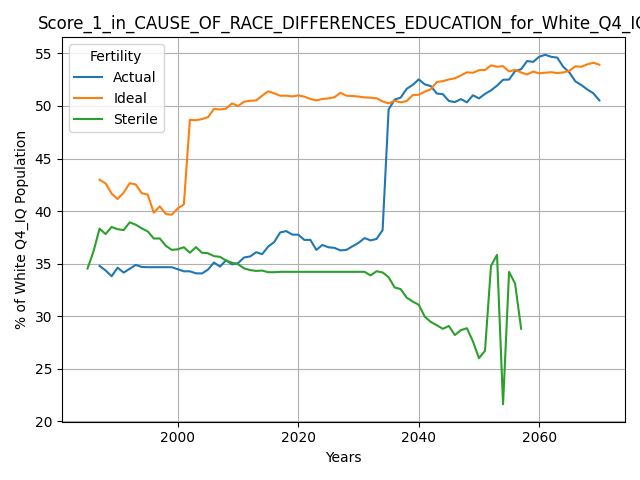 Score_1_in_CAUSE_OF_RACE_DIFFERENCES_EDUCATION_for_White_Q4_IQ
Fertility
Actual
Ideal
Sterile
% of White Q4_IQ Population
55
50
45
40
35
30
25
20
2000
2020
2040
2060
Years